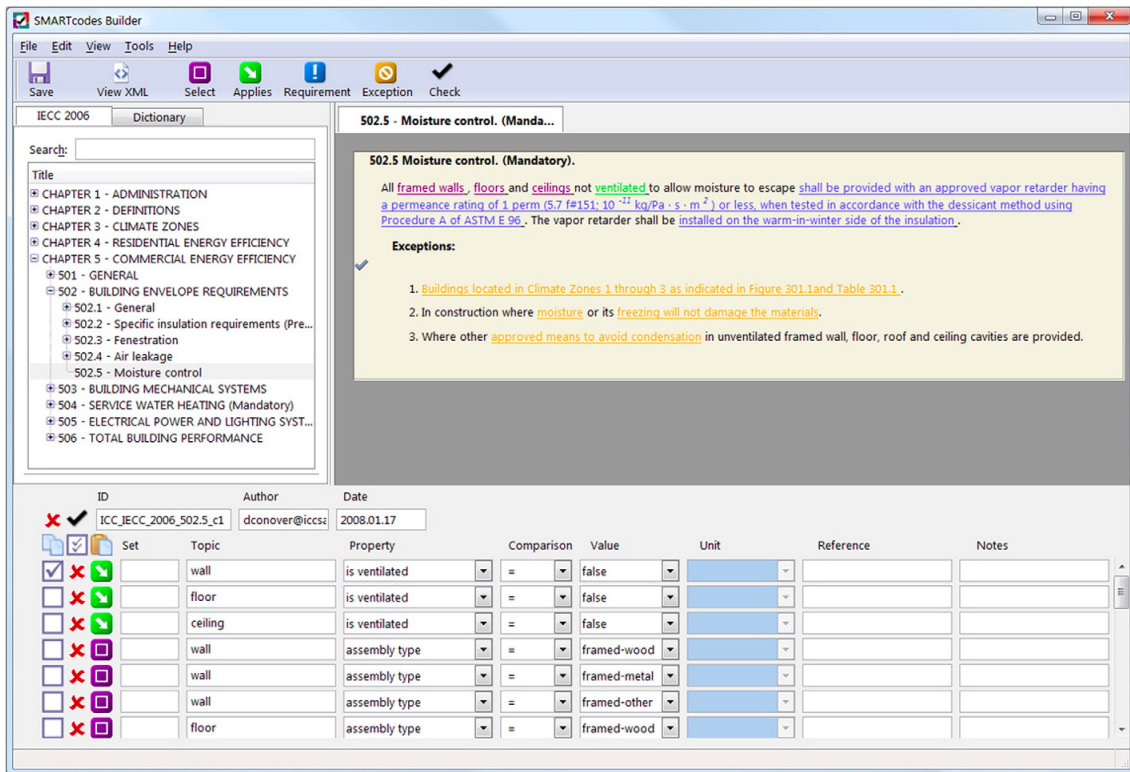 SMARTcodes Builder
File Edit View Tools Help
Save View XML Select Applies Requirement Exception Check
IECC 2006 Dictionary
Search:
Title
CHAPTER 1 - ADMINISTRATION
CHAPTER 2 - DEFINITIONS
CHAPTER 3 - CLIMATE ZONES
CHAPTER 4 - RESIDENTIAL ENERGY EFFICIENCY
CHAPTER 5 - COMMERCIAL ENERGY EFFICIENCY
501 - GENERAL
502 - BUILDING ENVELOPE REQUIREMENTS
502.1 - General
502.2 - Specific insulation requirements (Pre...
502.3 - Fenestration
502.4 - Air leakage
502.5 - Moisture control
503 - BUILDING MECHANICAL SYSTEMS
504 - SERVICE WATER HEATING (Mandatory)
505 - ELECTRICAL POWER AND LIGHTING SYST...
506 - TOTAL BUILDING PERFORMANCE
502.5 - Moisture control. (Manda...
502.5 Moisture control. (Mandatory).
All framed walls , floors and ceilings not ventilated to allow moisture to escape shall be provided with an approved vapor retarder having
a permeance rating of 1 perm (5.7 f#151; 10 -11 kg/Pa · s · m 2 ) or less, when tested in accordance with the dessicant method using
Procedure A of ASTM E 96 . The vapor retarder shall be installed on the warm-in-winter side of the insulation .
Exceptions:
1. Buildings located in Climate Zones 1 through 3 as indicated in Figure 301.1and Table 301.1 .
2. In construction where moisture or its freezing will not damage the materials.
3. Where other approved means to avoid condensation in unventilated framed wall, floor, roof and ceiling cavities are provided.
ID Author Date
ICC_IECC_2006_502.5_c1 dconover@iccsa 2008.01.17
Set Topic Property Comparison Value Unit Reference Notes
wall is ventilated = false
floor is ventilated = false
ceiling is ventilated = false
wall assembly type = framed-wood
wall assembly type = framed-metal
wall assembly type = framed-other
floor assembly type = framed-wood